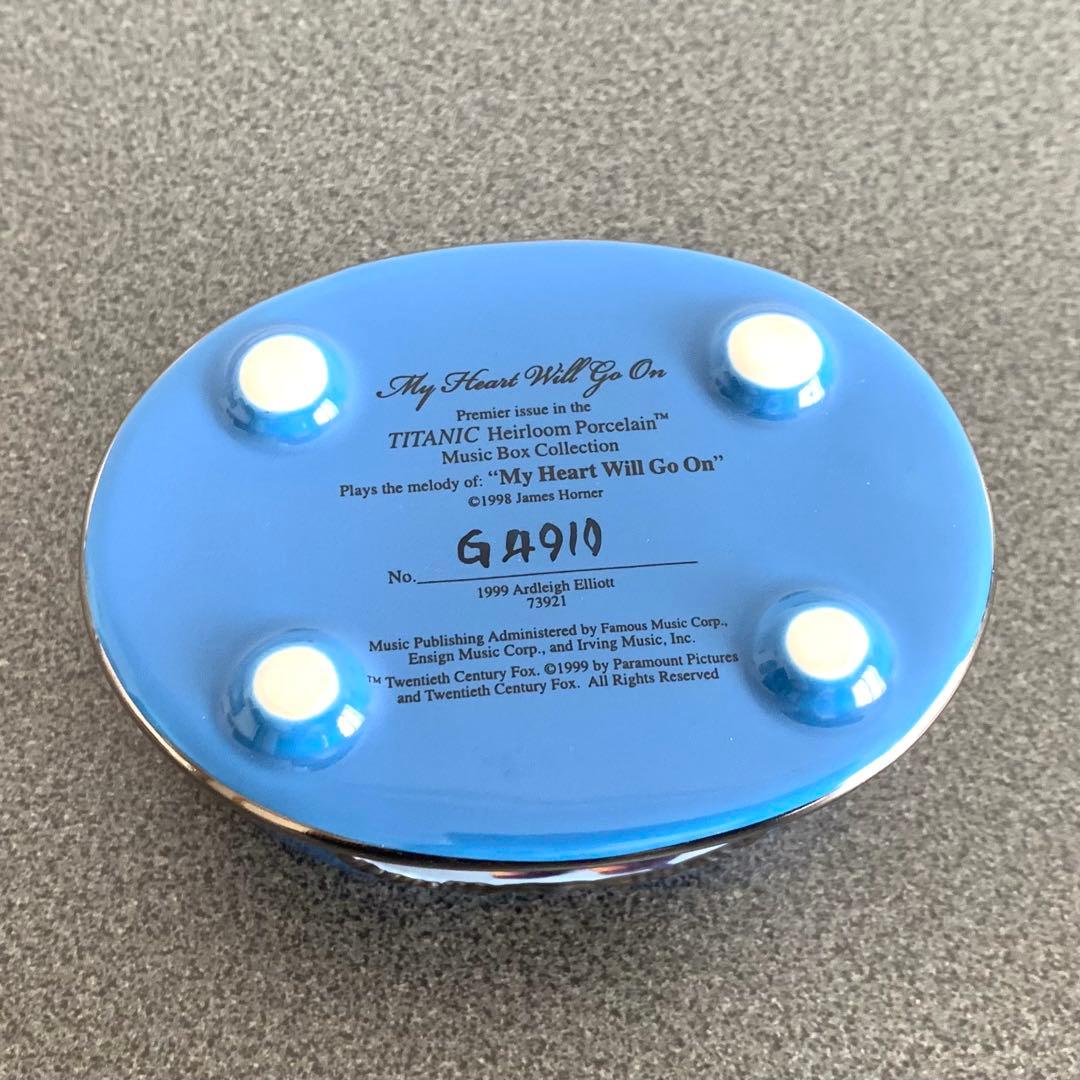 My Heart Will Go On
Premier issue in the
TITANIC Heirloom Porcelain™
Music Box Collection
Plays the melody of: “My Heart Will Go On”
©1998 James Horner
No. GA910
1999 Ardleigh Elliott
73921
Music Publishing Administered by Famous Music Corp.,
Ensign Music Corp., and Irving Music, Inc.
™ Twentieth Century Fox. ©1999 by Paramount Pictures
and Twentieth Century Fox. All Rights Reserved